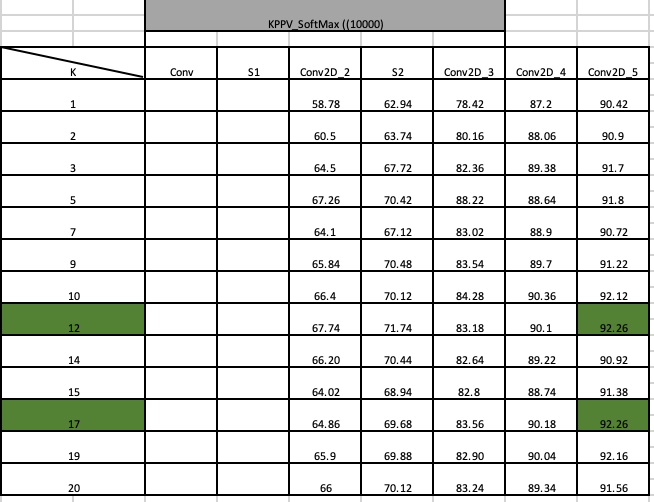 KPPV_SoftMax ((10000)
K Conv S1 Conv2D_2 S2 Conv2D_3 Conv2D_4 Conv2D_5
1 58.78 62.94 78.42 87.2 90.42
2 60.5 63.74 80.16 88.06 90.9
3 64.5 67.72 82.36 89.38 91.7
5 67.26 70.42 88.22 88.64 91.8
7 64.1 67.12 83.02 88.9 90.72
9 65.84 70.48 83.54 89.7 91.22
10 66.4 70.12 84.28 90.36 92.12
12 67.74 71.74 83.18 90.1 92.26
14 66.20 70.44 82.64 89.22 90.92
15 64.02 68.94 82.8 88.74 91.38
17 64.86 69.68 83.56 90.18 92.26
19 65.9 69.88 82.90 90.04 92.16
20 66 70.12 83.24 89.34 91.56